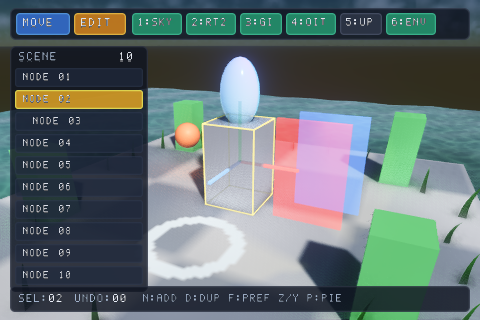 MOVE EDIT 1:SKY 2:RT2 3:GI 4:OIT 5:UP 6:ENV
SCENE 10
NODE 01
NODE 02
NODE 03
NODE 04
NODE 05
NODE 06
NODE 07
NODE 08
NODE 09
NODE 10
SEL:02 UNDO:00 N:ADD D:DUP F:PREF Z/Y P:PIE